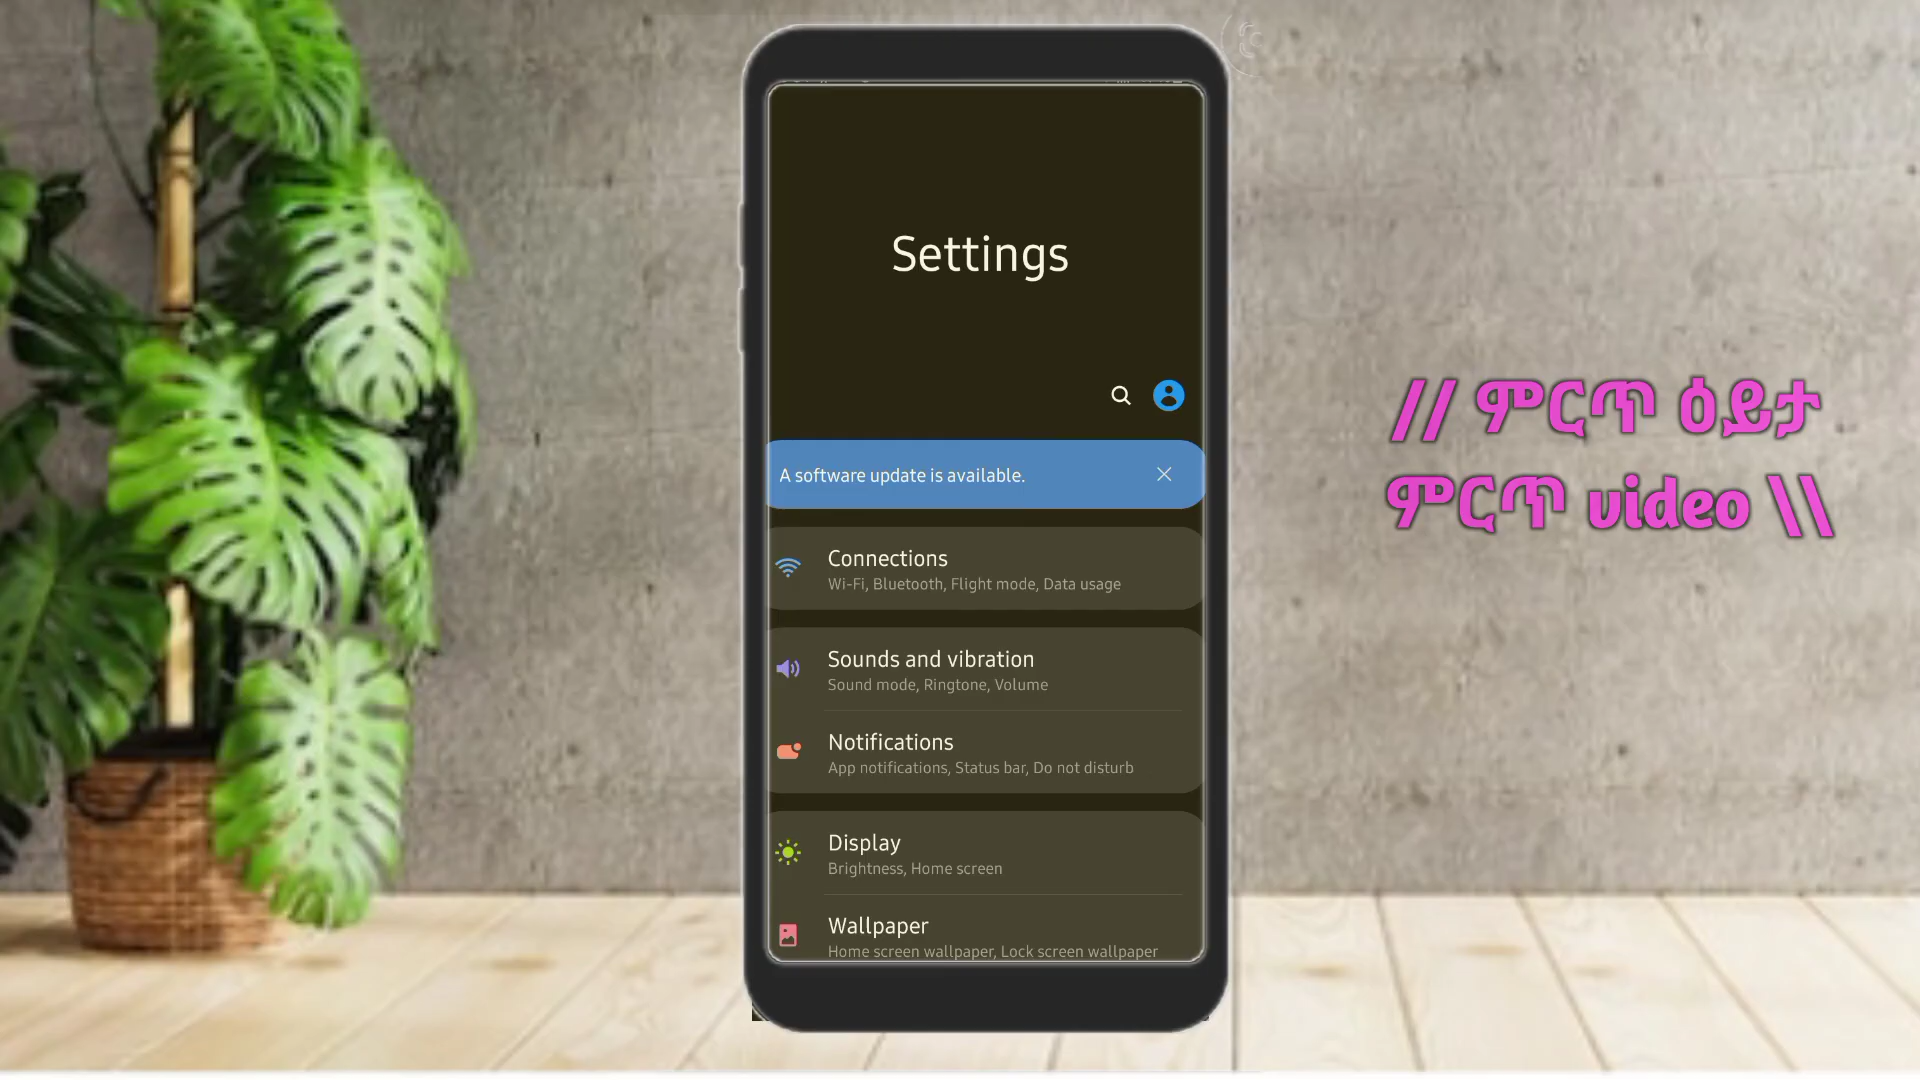 Settings
A software update is available.
Connections
Wi-Fi, Bluetooth, Flight mode, Data usage
Sounds and vibration
Sound mode, Ringtone, Volume
Notifications
App notifications, Status bar, Do not disturb
Display
Brightness, Home screen
Wallpaper
Home screen wallpaper, Lock screen wallpaper
// ምርጥ ዕይታ
ምርጥ video \\